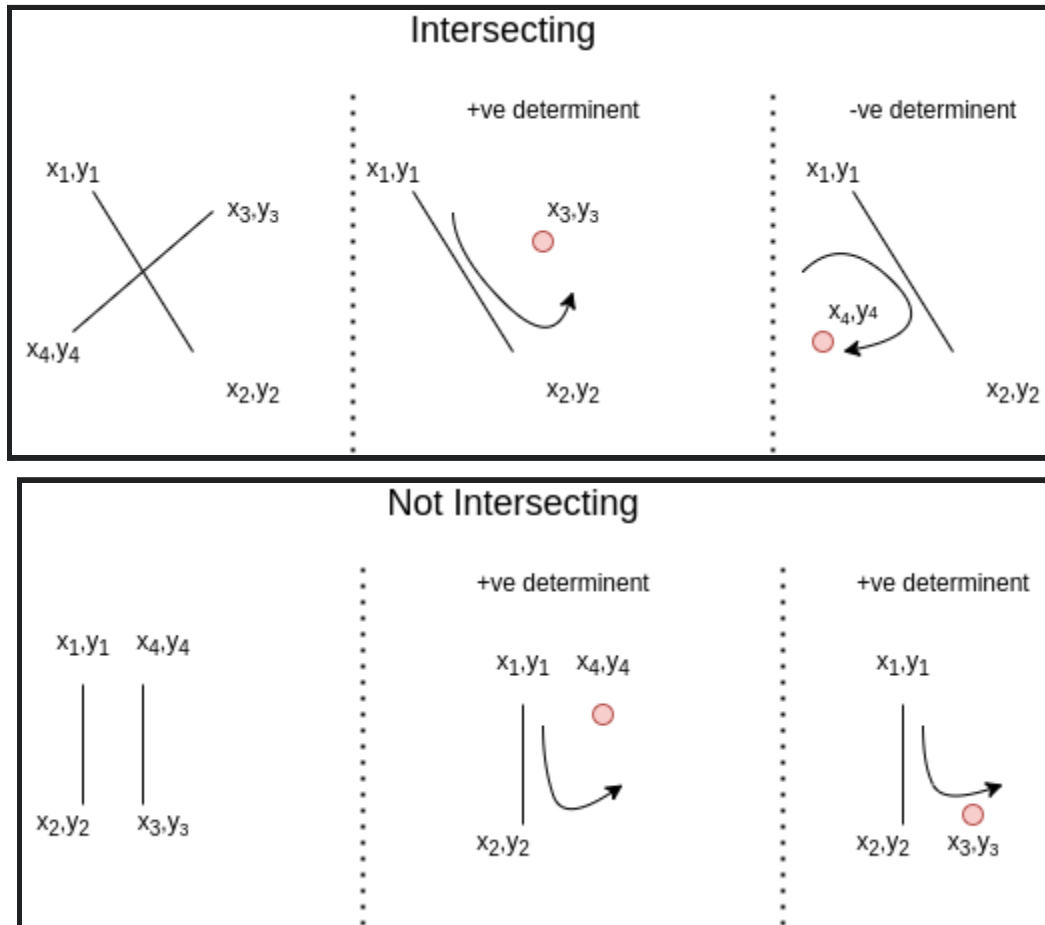 Intersecting
+ve determinent
-ve determinent
x1,y1
x3,y3
x4,y4
x2,y2
x1,y1
x3,y3
x2,y2
x1,y1
x4,y4
x2,y2
Not Intersecting
+ve determinent
+ve determinent
x1,y1 x4,y4
x2,y2 x3,y3
x1,y1 x4,y4
x2,y2
x1,y1
x2,y2 x3,y3